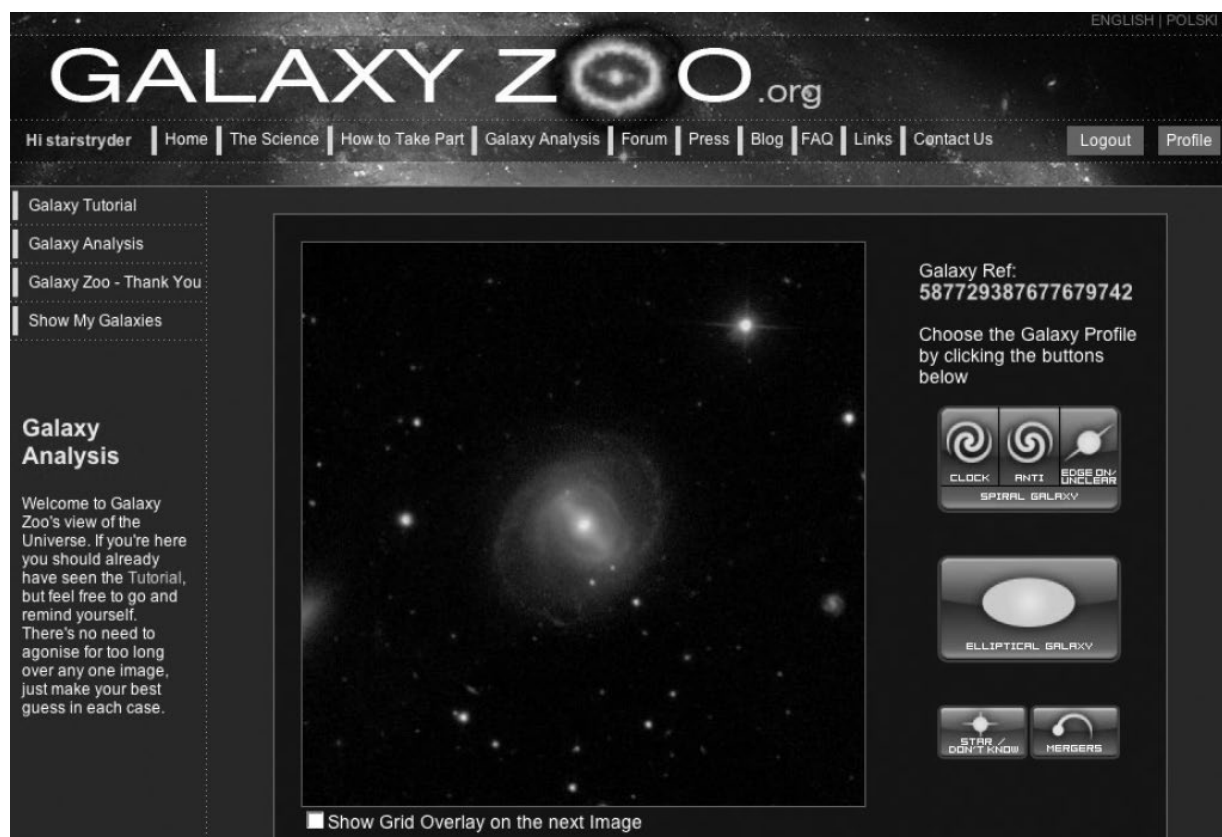 ENGLISH | POLSKI
GALAXY ZOO.org
Hi starstryder Home The Science How to Take Part Galaxy Analysis Forum Press Blog FAQ Links Contact Us Logout Profile
Galaxy Tutorial
Galaxy Analysis
Galaxy Zoo - Thank You
Show My Galaxies
Galaxy
Analysis
Welcome to Galaxy
Zoo's view of the
Universe. If you're here
you should already
have seen the Tutorial,
but feel free to go and
remind yourself.
There's no need to
agonise for too long
over any one image,
just make your best
guess in each case.
Galaxy Ref:
587729387677679742
Choose the Galaxy Profile
by clicking the buttons
below
CLOCK ANTI EDGE ON/
UNCLEAR
SPIRAL GALAXY
ELLIPTICAL GALAXY
STAR /
DON'T KNOW
MERGERS
Show Grid Overlay on the next Image